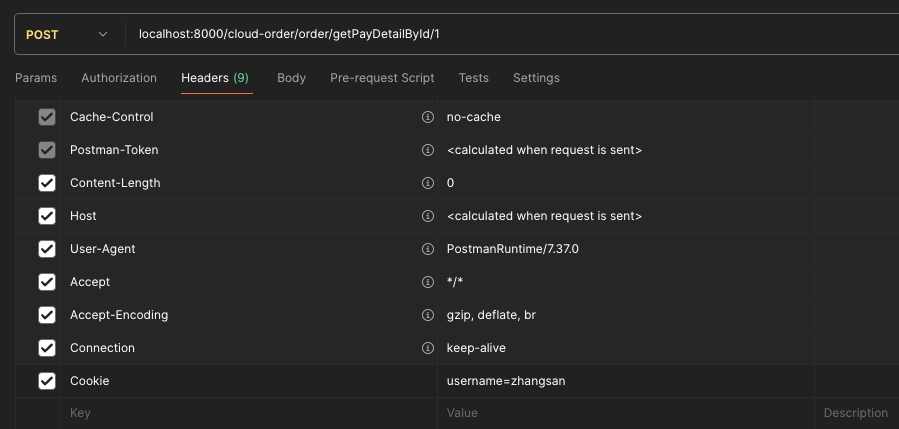 POST localhost:8000/cloud-order/order/getPayDetailById/1
Params Authorization Headers (9) Body Pre-request Script Tests Settings
Cache-Control no-cache
Postman-Token <calculated when request is sent>
Content-Length 0
Host <calculated when request is sent>
User-Agent PostmanRuntime/7.37.0
Accept */*
Accept-Encoding gzip, deflate, br
Connection keep-alive
Cookie username=zhangsan
Key Value Description